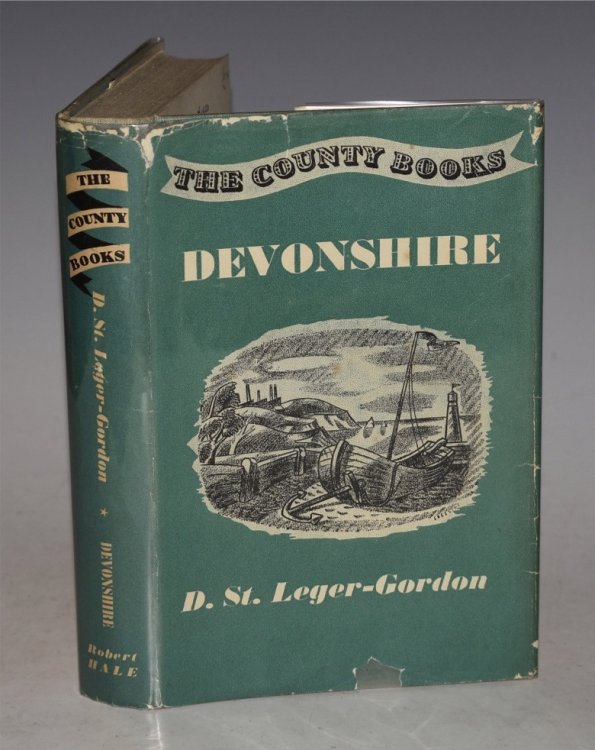 THE
COUNTY
BOOKS
D. St. Leger-Gordon
*
DEVONSHIRE
Robert
HALE
THE COUNTY BOOKS
DEVONSHIRE
D. St. Leger-Gordon